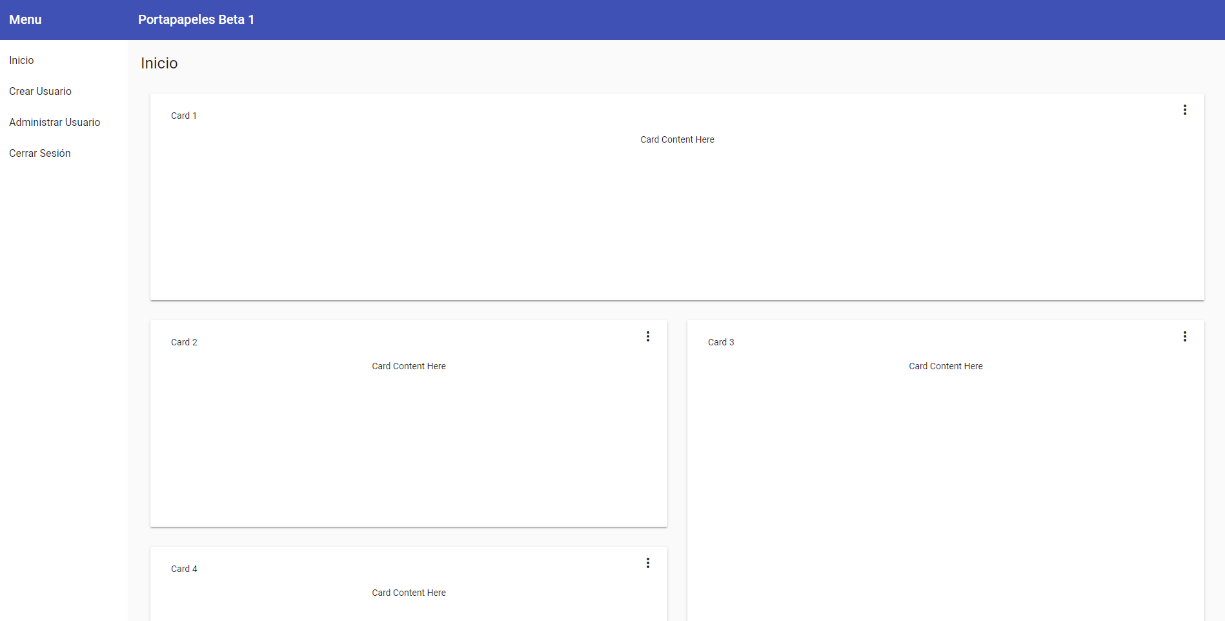 Menu
Portapapeles Beta 1
Inicio
Crear Usuario
Administrar Usuario
Cerrar Sesión
Inicio
Card 1
Card Content Here
Card 2
Card Content Here
Card 3
Card Content Here
Card 4
Card Content Here